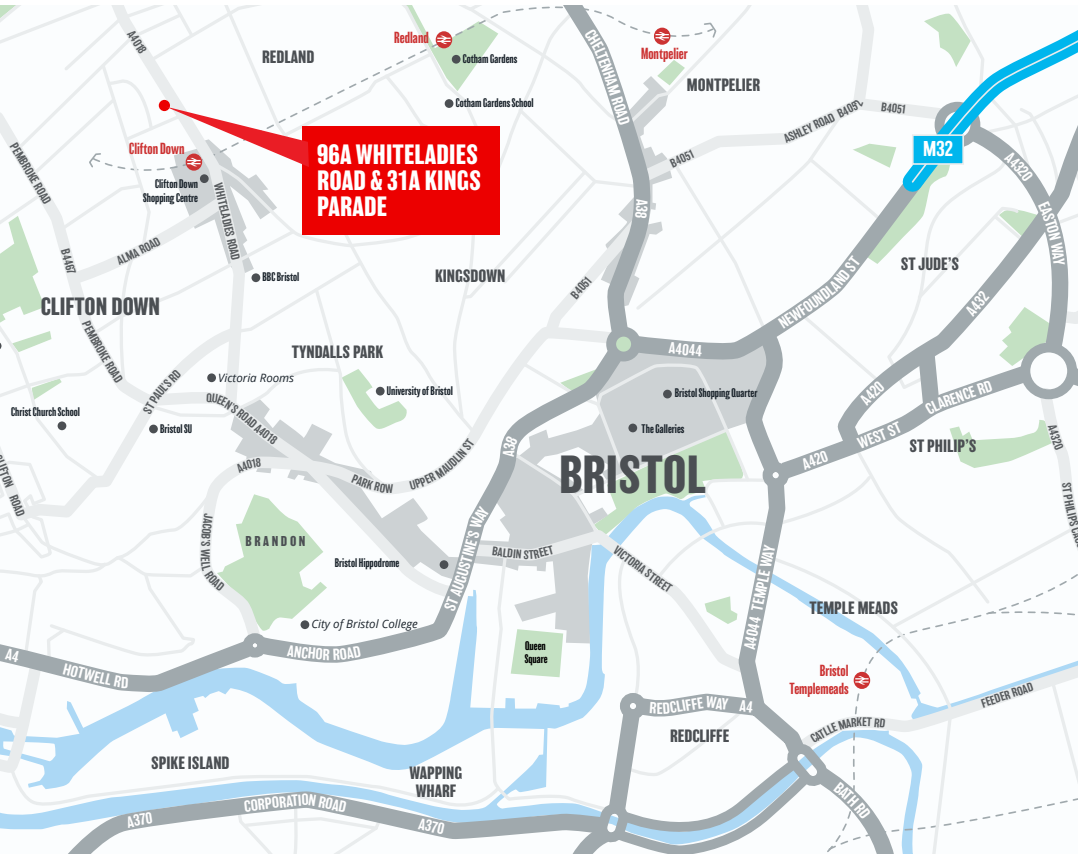 A4018
REDLAND
Redland
Cotham Gardens
Cotham Gardens School
CHELTENHAM ROAD
Montpelier
MONTPELIER
ASHLEY ROAD B4051
B4051
B4051
M32
A4320
EASTON WAY
PEMBROKE ROAD
Clifton Down
Clifton Down
Shopping Centre
WHITELADIES ROAD
96A WHITELADIES
ROAD & 31A KINGS
PARADE
A38
ALMA ROAD
B4467
BBC Bristol
KINGSDOWN
B4051
ST JUDE'S
NEWFOUNDLAND ST
A432
CLIFTON DOWN
PEMBROKE ROAD
TYNDALLS PARK
A4044
Victoria Rooms
University of Bristol
Bristol Shopping Quarter
ST PAUL'S RD
A420
CLARENCE RD
Christ Church School
QUEEN'S ROAD A4018
Bristol SU
The Galleries
WEST ST
A420
ST PHILIP'S
A4320
A38
BRISTOL
A4018
PARK ROW
UPPER MAUDLIN ST
CLIFTON ROAD
JACOB'S WELL ROAD
BRANDON
Bristol Hippodrome
ST AUGUSTINE'S WAY
BALDIN STREET
VICTORIA STREET
A4044 TEMPLE WAY
TEMPLE MEADS
City of Bristol College
ANCHOR ROAD
Queen
Square
A4
HOTWELL RD
Bristol
Templemeads
REDCLIFFE WAY A4
REDCLIFFE
CATLLE MARKET RD
FEEDER ROAD
SPIKE ISLAND
WAPPING
WHARF
CORPORATION ROAD
A370
A370
BATH RD